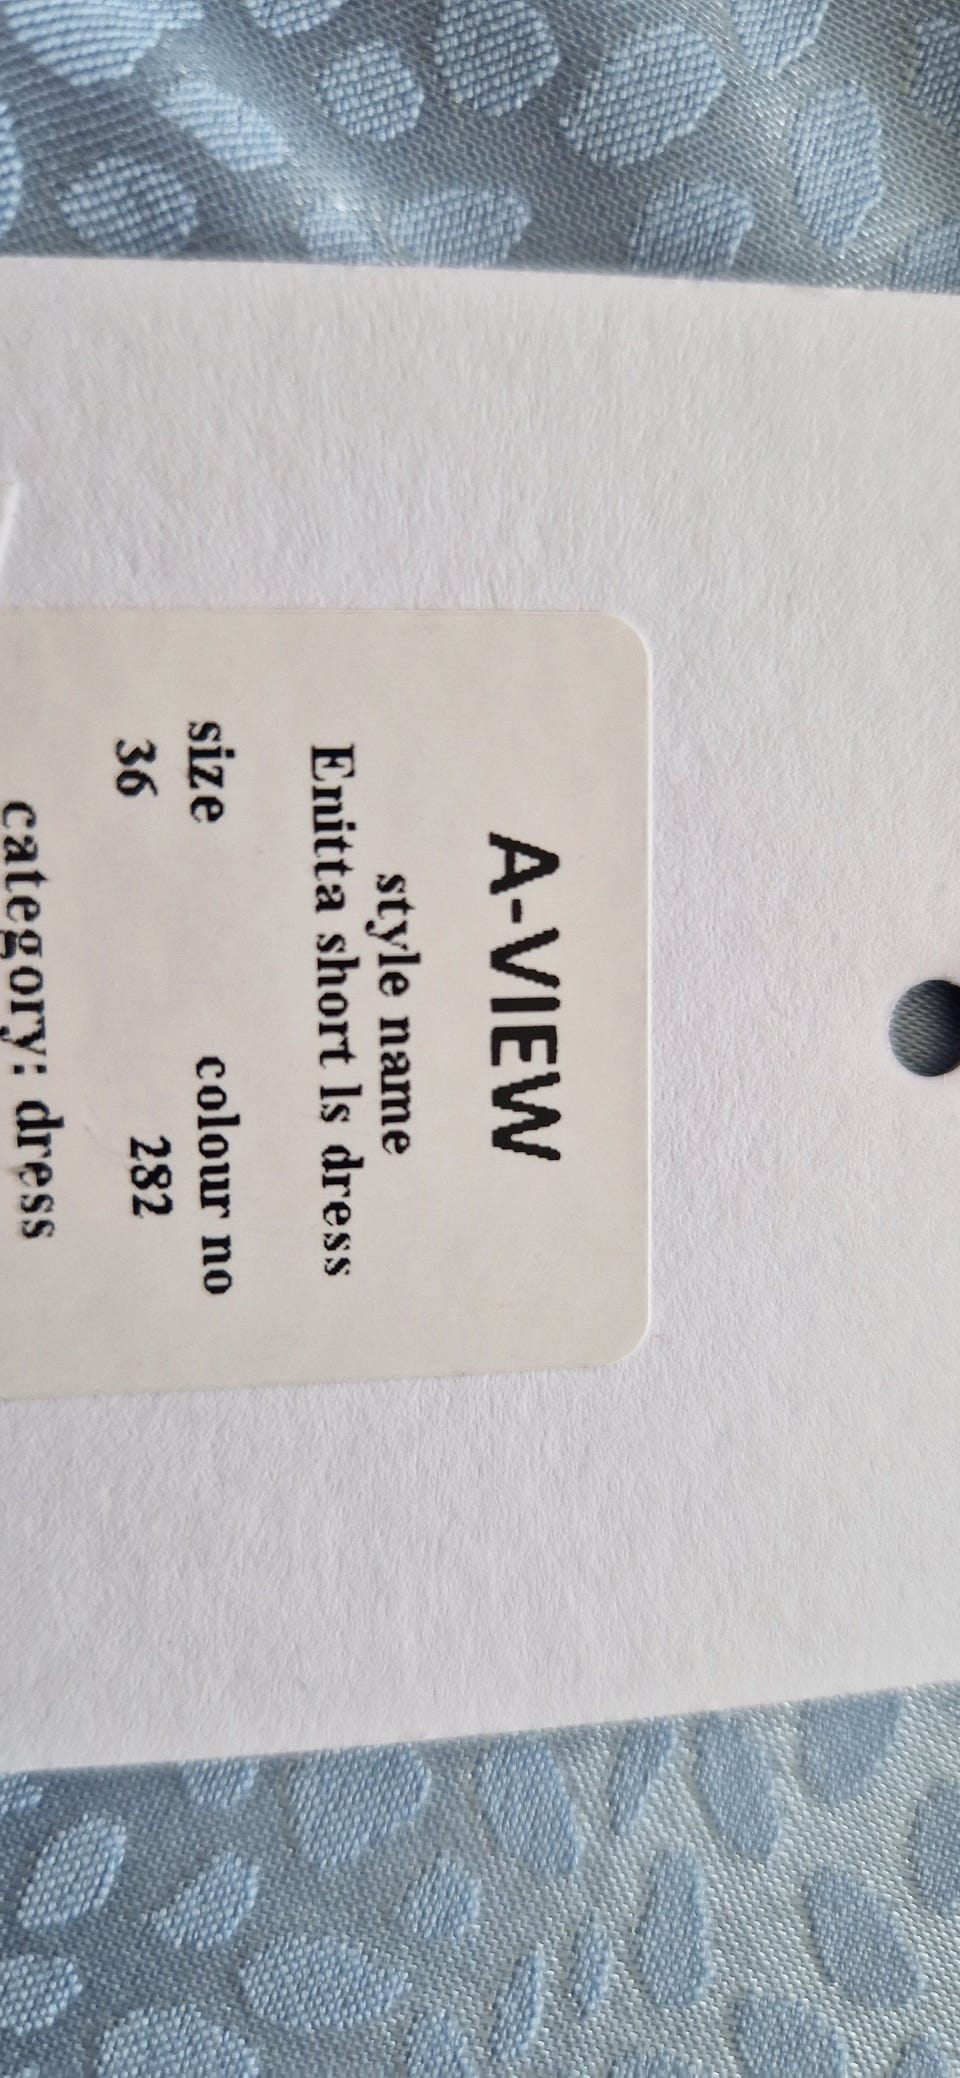 A-VIEW
style name
Enitta short ls dress
size colour no
36 282
category: dress